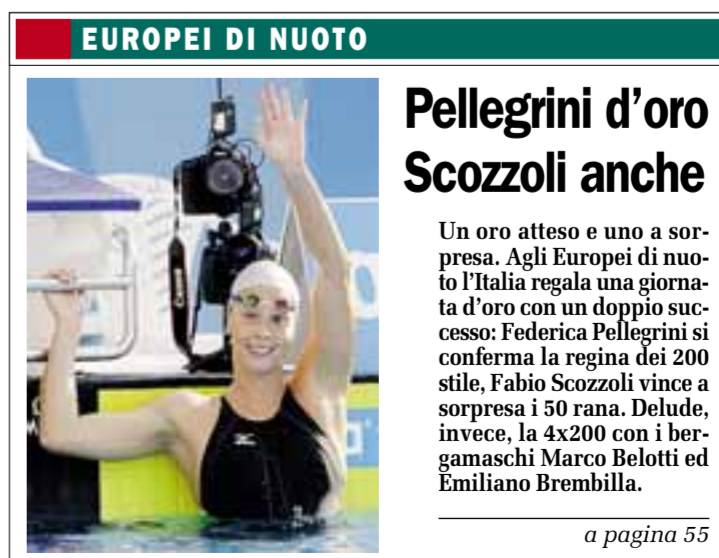 EUROPEI DI NUOTO
Pellegrini d'oro
Scozzoli anche
Un oro atteso e uno a sor-
presa. Agli Europei di nuo-
to l'Italia regala una giorna-
ta d'oro con un doppio suc-
cesso: Federica Pellegrini si
conferma la regina dei 200
stile, Fabio Scozzoli vince a
sorpresa i 50 rana. Delude,
invece, la 4x200 con i ber-
gamaschi Marco Belotti ed
Emiliano Brembilla.
a pagina 55
Canon